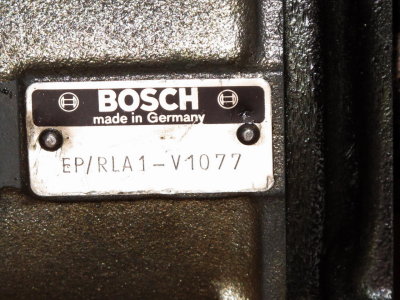 BOSCH
made in Germany
EP/RLA1-V1077